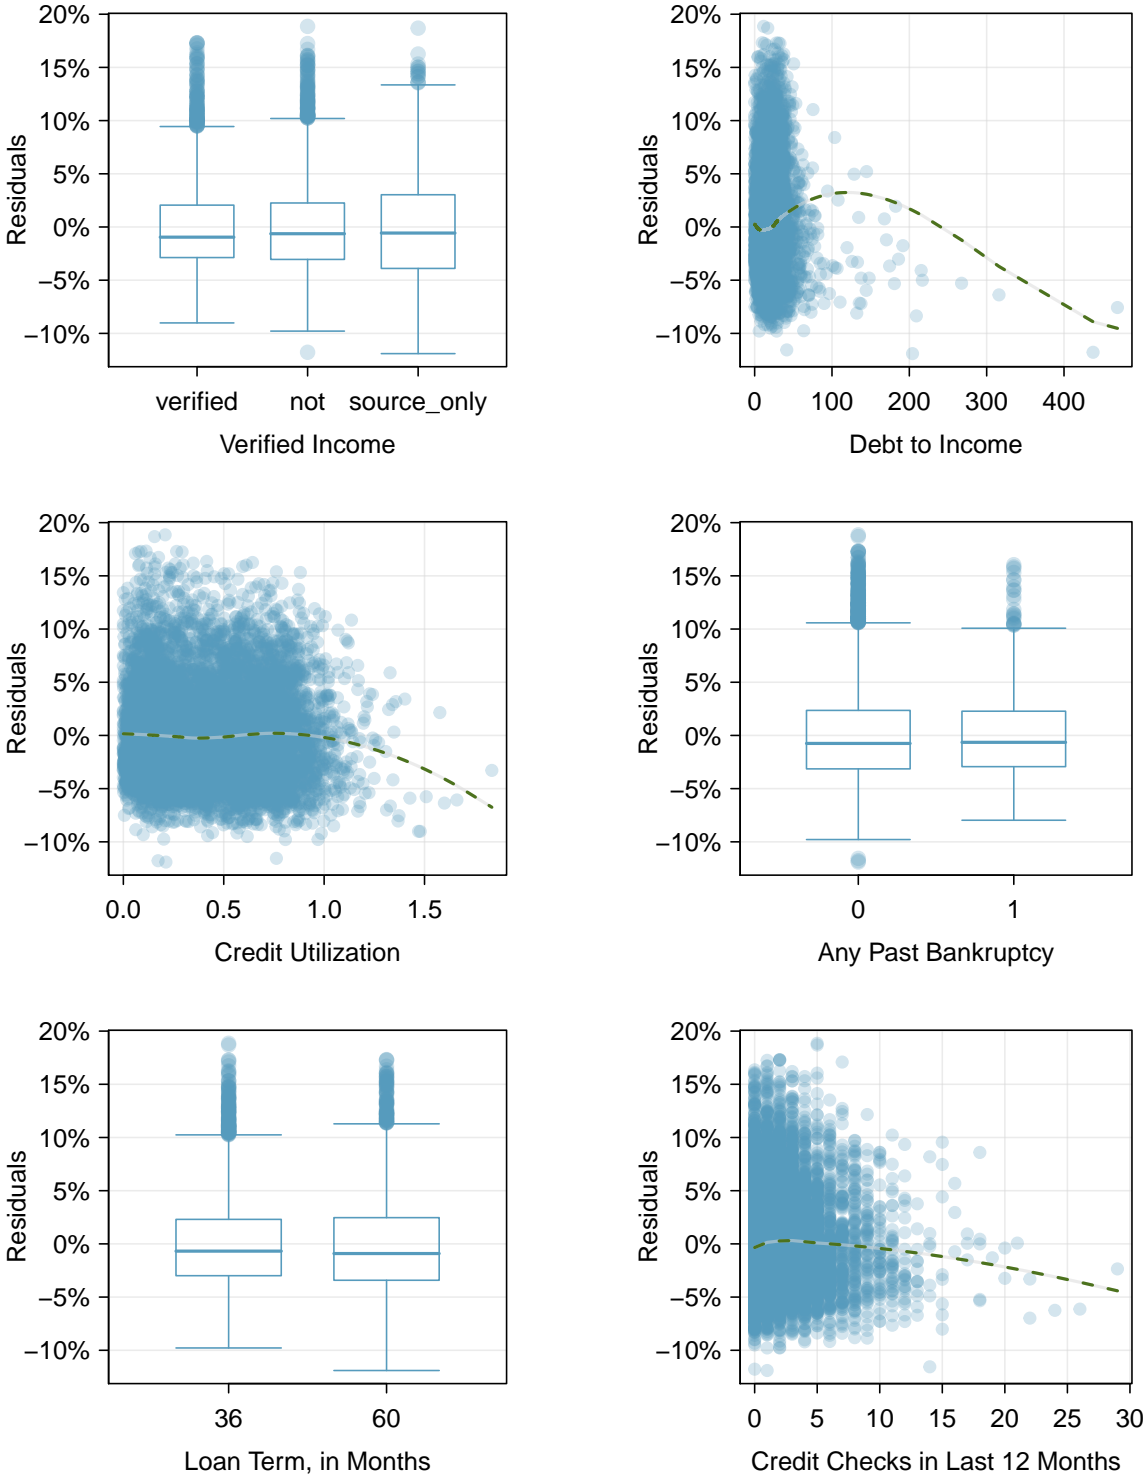 20%
15%
10%
5%
0%
−5%
−10%
Residuals
verified not source_only
Verified Income
20%
15%
10%
5%
0%
−5%
−10%
Residuals
0 100 200 300 400
Debt to Income
20%
15%
10%
5%
0%
−5%
−10%
Residuals
0.0 0.5 1.0 1.5
Credit Utilization
20%
15%
10%
5%
0%
−5%
−10%
Residuals
0 1
Any Past Bankruptcy
20%
15%
10%
5%
0%
−5%
−10%
Residuals
36 60
Loan Term, in Months
20%
15%
10%
5%
0%
−5%
−10%
Residuals
0 5 10 15 20 25 30
Credit Checks in Last 12 Months